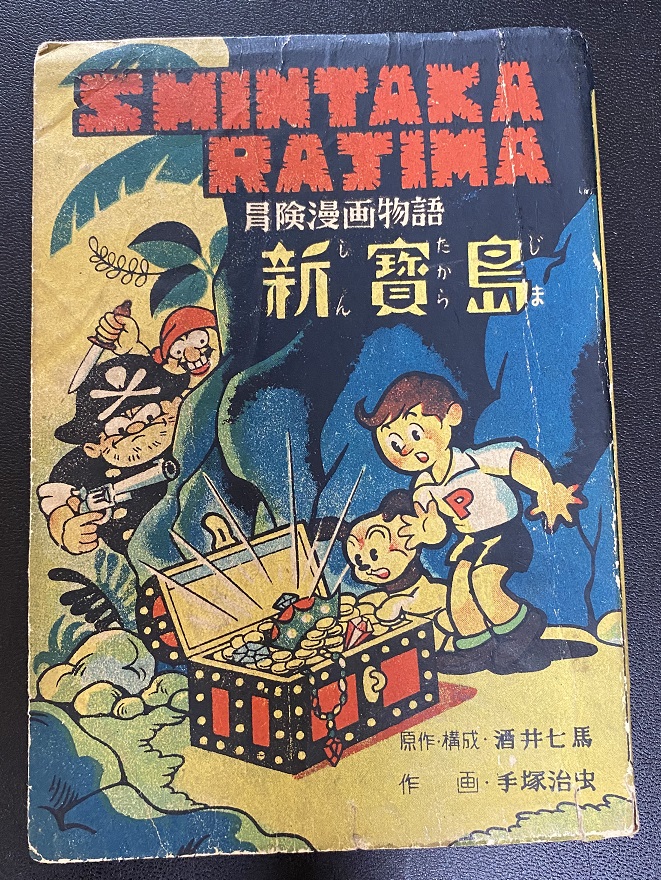 SHINTAKA
RAJIMA
冒険漫画物語
新寶島
しん たから じま
P
原作・構成・酒井七馬
作 画・手塚治虫